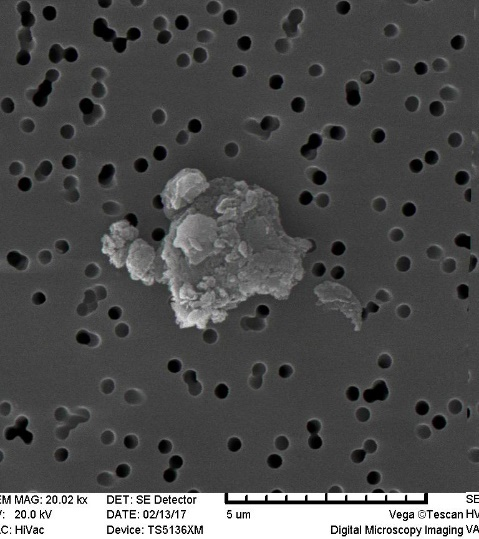 EM MAG: 20.02 kx DET: SE Detector SE
V: 20.0 kV DATE: 02/13/17 5 um Vega ©Tescan
C: HiVac Device: TS5136XM Digital Microscopy Imaging